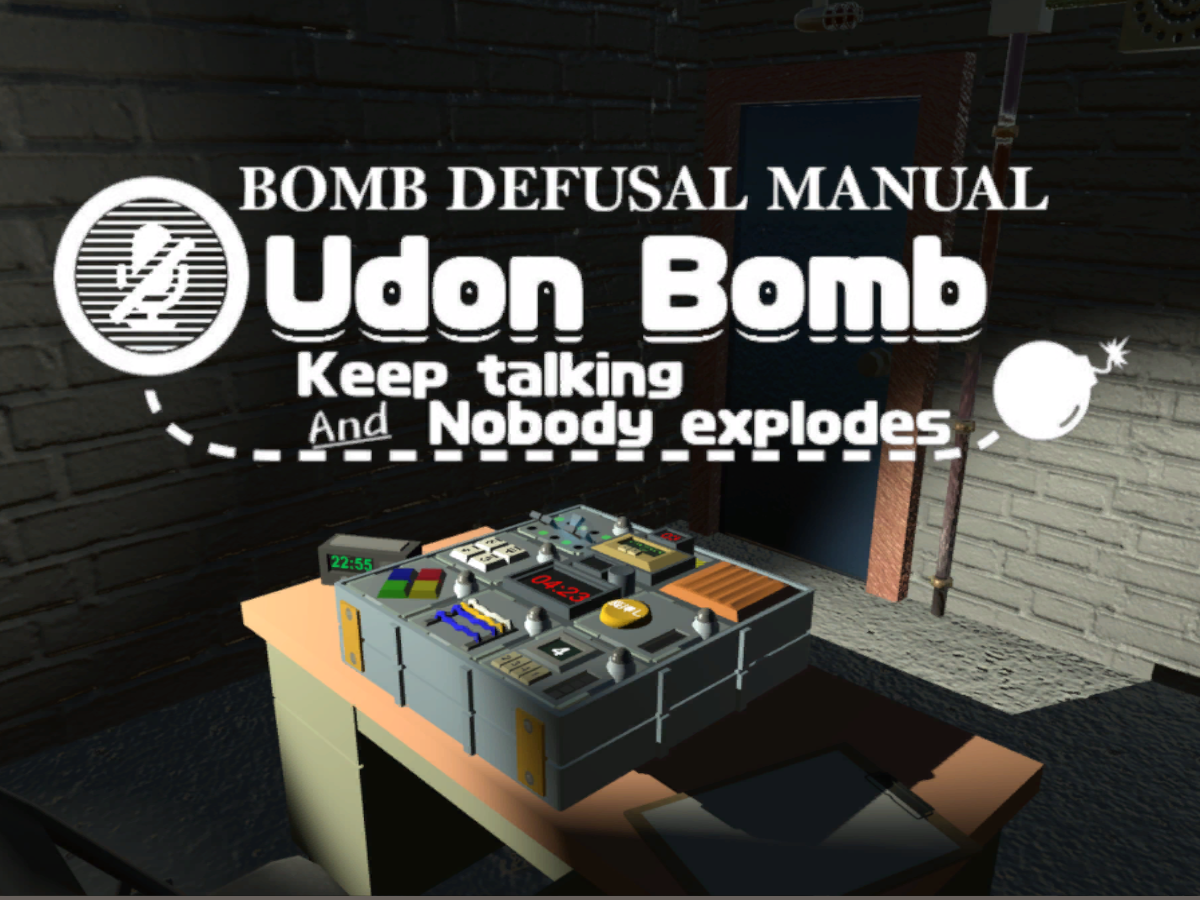 BOMB DEFUSAL MANUAL
Udon Bomb
Keep talking
And Nobody explodes
22:55
04:23
4